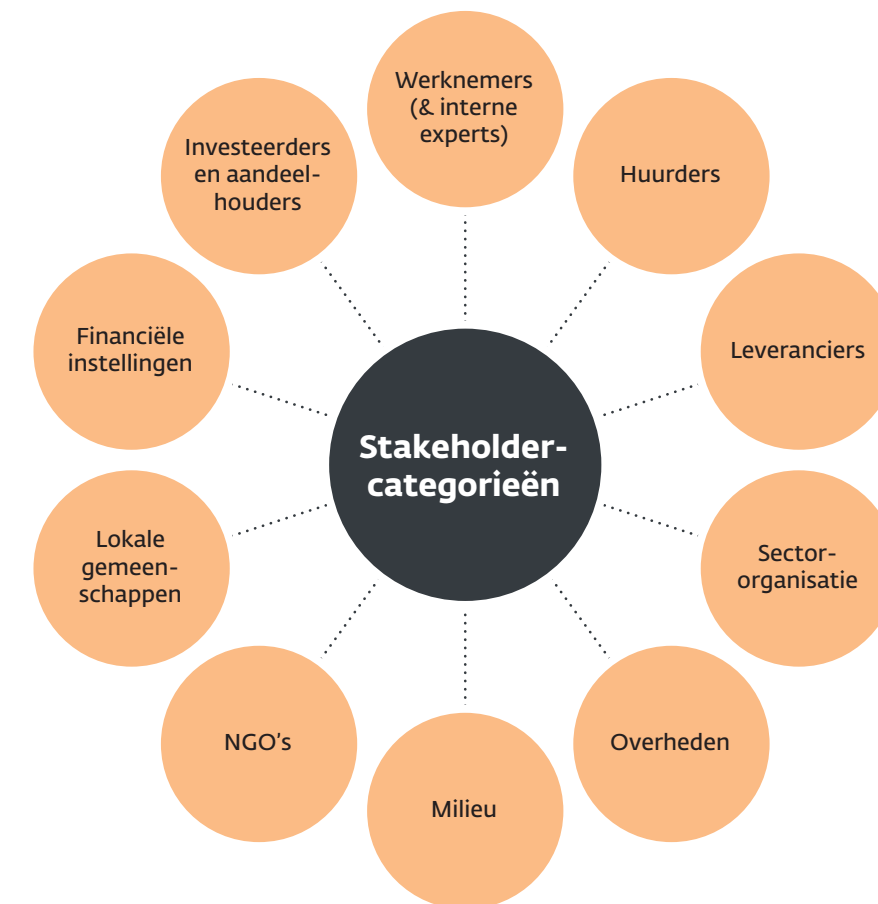 Werknemers
(& interne
experts)
Huurders
Leveranciers
Sector-
organisatie
Overheden
Milieu
NGO's
Lokale
gemeen-
schappen
Financiële
instellingen
Investeerders
en aandeel-
houders
Stakeholder-
categorieën